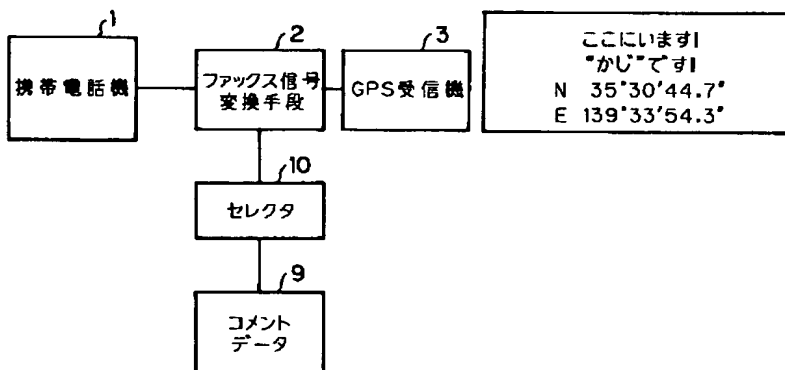 1
携帯電話機
2
ファックス信号
変換手段
3
GPS受信機
ここにいます!
"かじ"です!
N 35°30'44.7"
E 139°33'54.3"
10
セレクタ
9
コメント
データ